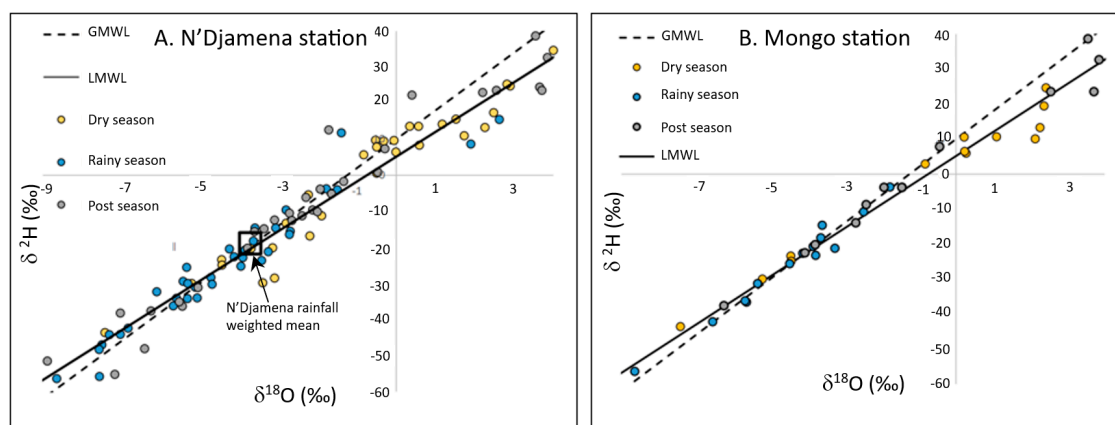 A. N'Djamena station
GMWL
LMWL
Dry season
Rainy season
Post season
40
30
20
-10
-20
-30
-40
-50
-60
-9
-7
-5
-3
-1
1
3
δ ²H (‰)
δ¹⁸O (‰)
N'Djamena rainfall
weighted mean
B. Mongo station
GMWL
Dry season
Rainy season
Post season
LMWL
40
30
20
10
0
-10
-20
-30
-40
-50
-60
-7
-5
-3
-1
1
3
δ ²H (‰)
δ¹⁸O (‰)